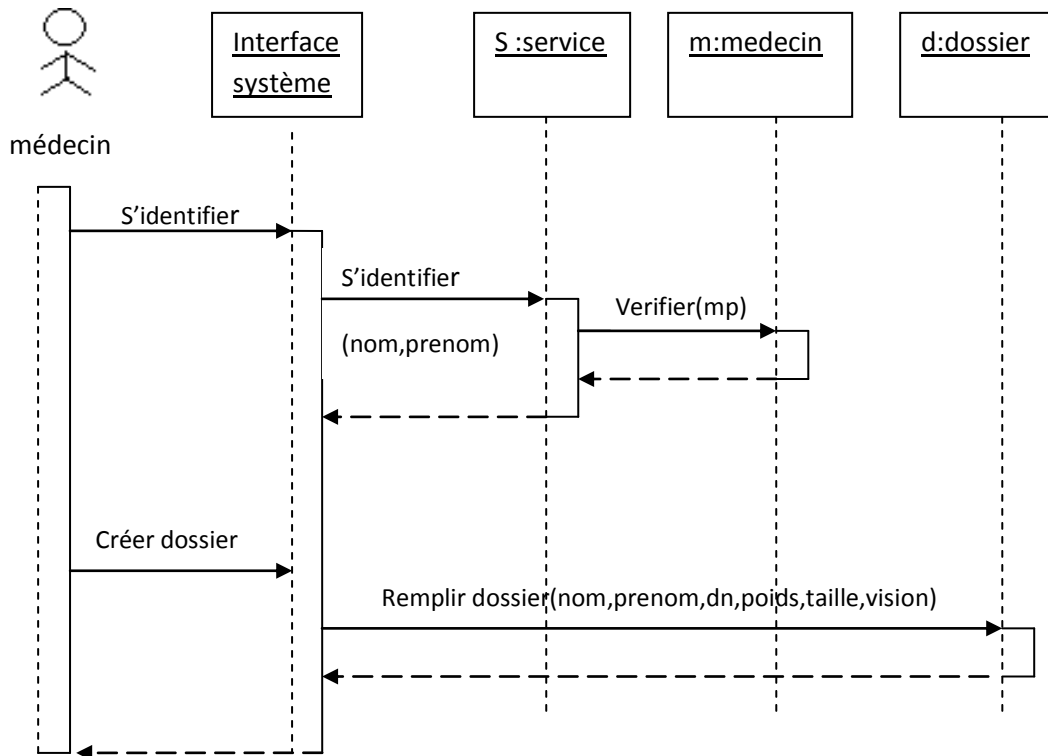 Interface
système
S :service
m:medecin
d:dossier
médecin
S’identifier
S’identifier
(nom,prenom)
Verifier(mp)
Créer dossier
Remplir dossier(nom,prenom,dn,poids,taille,vision)